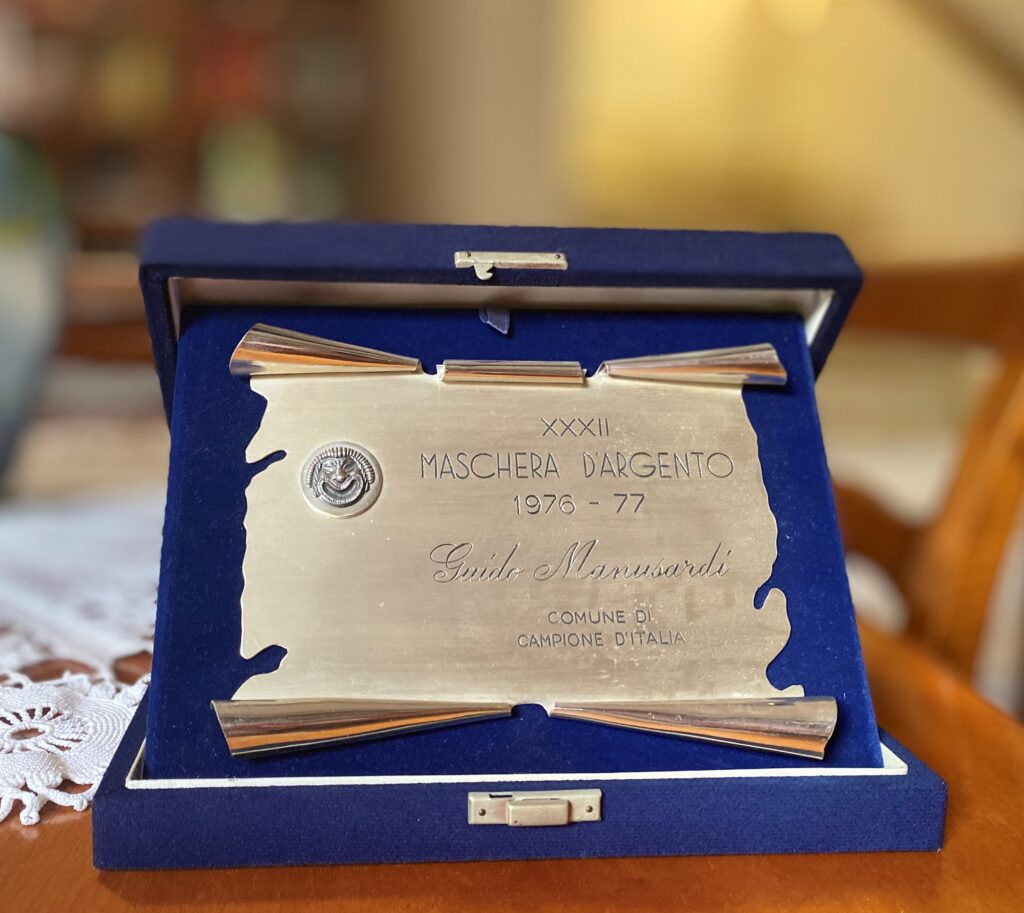 XXXII
MASCHERA D'ARGENTO
1976 - 77
Guido Manusardi
COMUNE DI
CAMPIONE D'ITALIA